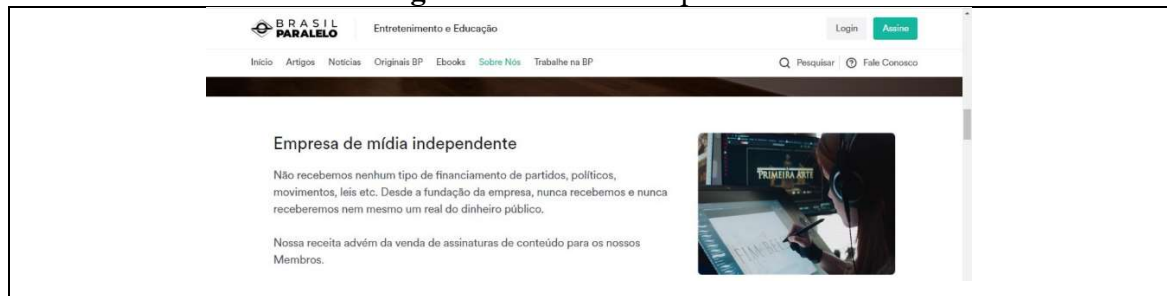 BRASIL
PARALELO
Entretenimento e Educação
Login
Assine
Início Artigos Notícias Originais BP Ebooks Sobre Nós Trabalhe na BP
Pesquisar Fale Conosco
Empresa de mídia independente
Não recebemos nenhum tipo de financiamento de partidos, políticos,
movimentos, leis etc. Desde a fundação da empresa, nunca recebemos e nunca
receberemos nem mesmo um real do dinheiro público.
Nossa receita advém da venda de assinaturas de conteúdo para os nossos
Membros.
PRIMEIRA ARTE